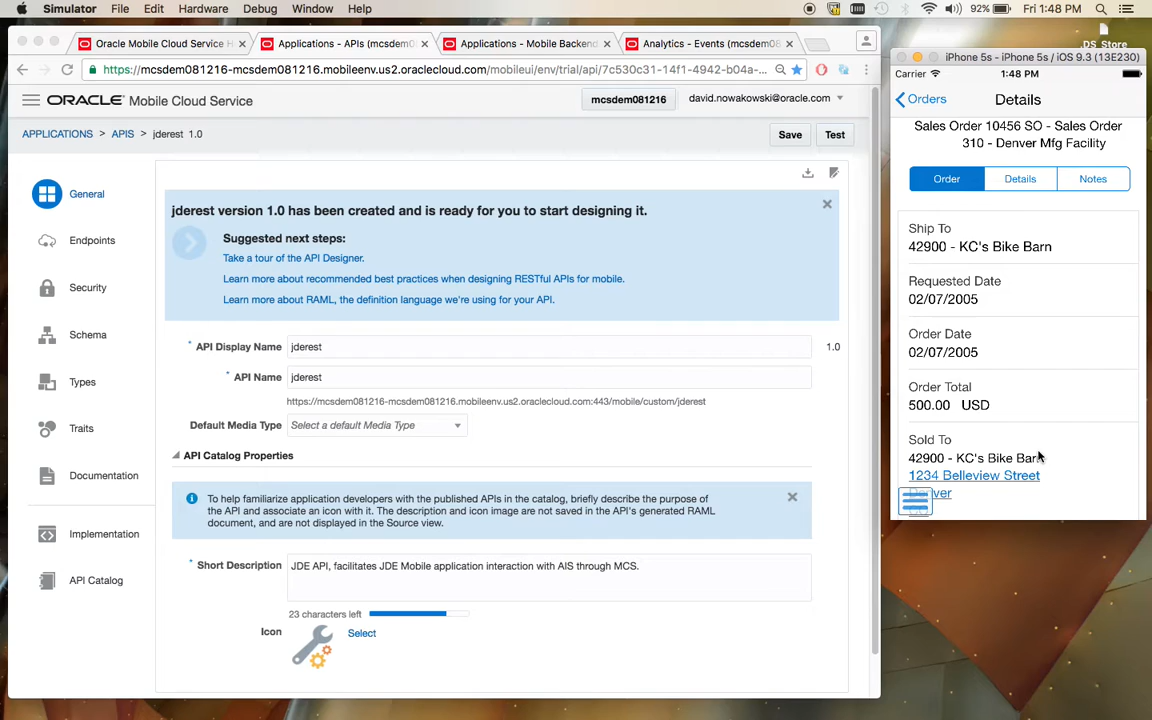 Simulator File Edit Hardware Debug Window Help 92% Fri 1:48 PM
.DS_Store
Oracle Mobile Cloud Service H × Applications - APIs (mcsdem0 × Applications - Mobile Backend × Analytics - Events (mcsdem08 ×
https://mcsdem081216-mcsdem081216.mobileenv.us2.oraclecloud.com/mobileui/env/trial/api/7c530c31-14f1-4942-b04a-...
ORACLE Mobile Cloud Service mcsdem081216 david.nowakowski@oracle.com
APPLICATIONS > APIS > jderest 1.0 Save Test
General
Endpoints
Security
Schema
Types
Traits
Documentation
Implementation
API Catalog
jderest version 1.0 has been created and is ready for you to start designing it.
Suggested next steps:
Take a tour of the API Designer.
Learn more about recommended best practices when designing RESTful APIs for mobile.
Learn more about RAML, the definition language we're using for your API.
* API Display Name jderest 1.0
* API Name jderest
https://mcsdem081216-mcsdem081216.mobileenv.us2.oraclecloud.com:443/mobile/custom/jderest
Default Media Type Select a default Media Type
API Catalog Properties
To help familiarize application developers with the published APIs in the catalog, briefly describe the purpose of
the API and associate an icon with it. The description and icon image are not saved in the API's generated RAML
document, and are not displayed in the Source view.
* Short Description JDE API, facilitates JDE Mobile application interaction with AIS through MCS.
23 characters left
Icon Select
iPhone 5s - iPhone 5s / iOS 9.3 (13E230)
Carrier 1:48 PM
Orders Details
Sales Order 10456 SO - Sales Order
310 - Denver Mfg Facility
Order Details Notes
Ship To
42900 - KC's Bike Barn
Requested Date
02/07/2005
Order Date
02/07/2005
Order Total
500.00 USD
Sold To
42900 - KC's Bike Barn
1234 Belleview Street
Denver